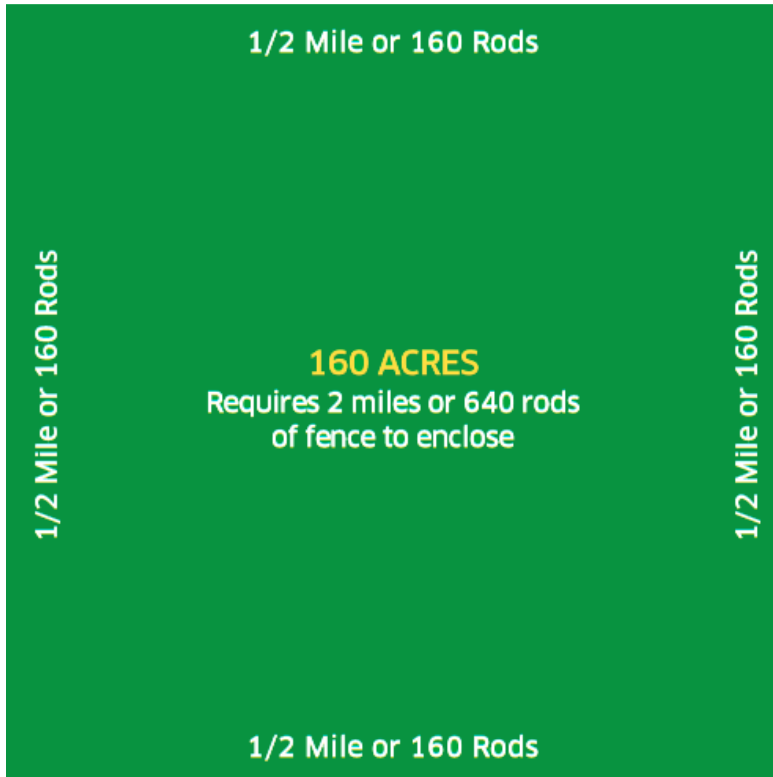 1/2 Mile or 160 Rods
1/2 Mile or 160 Rods
160 ACRES
Requires 2 miles or 640 rods
of fence to enclose
1/2 Mile or 160 Rods
1/2 Mile or 160 Rods